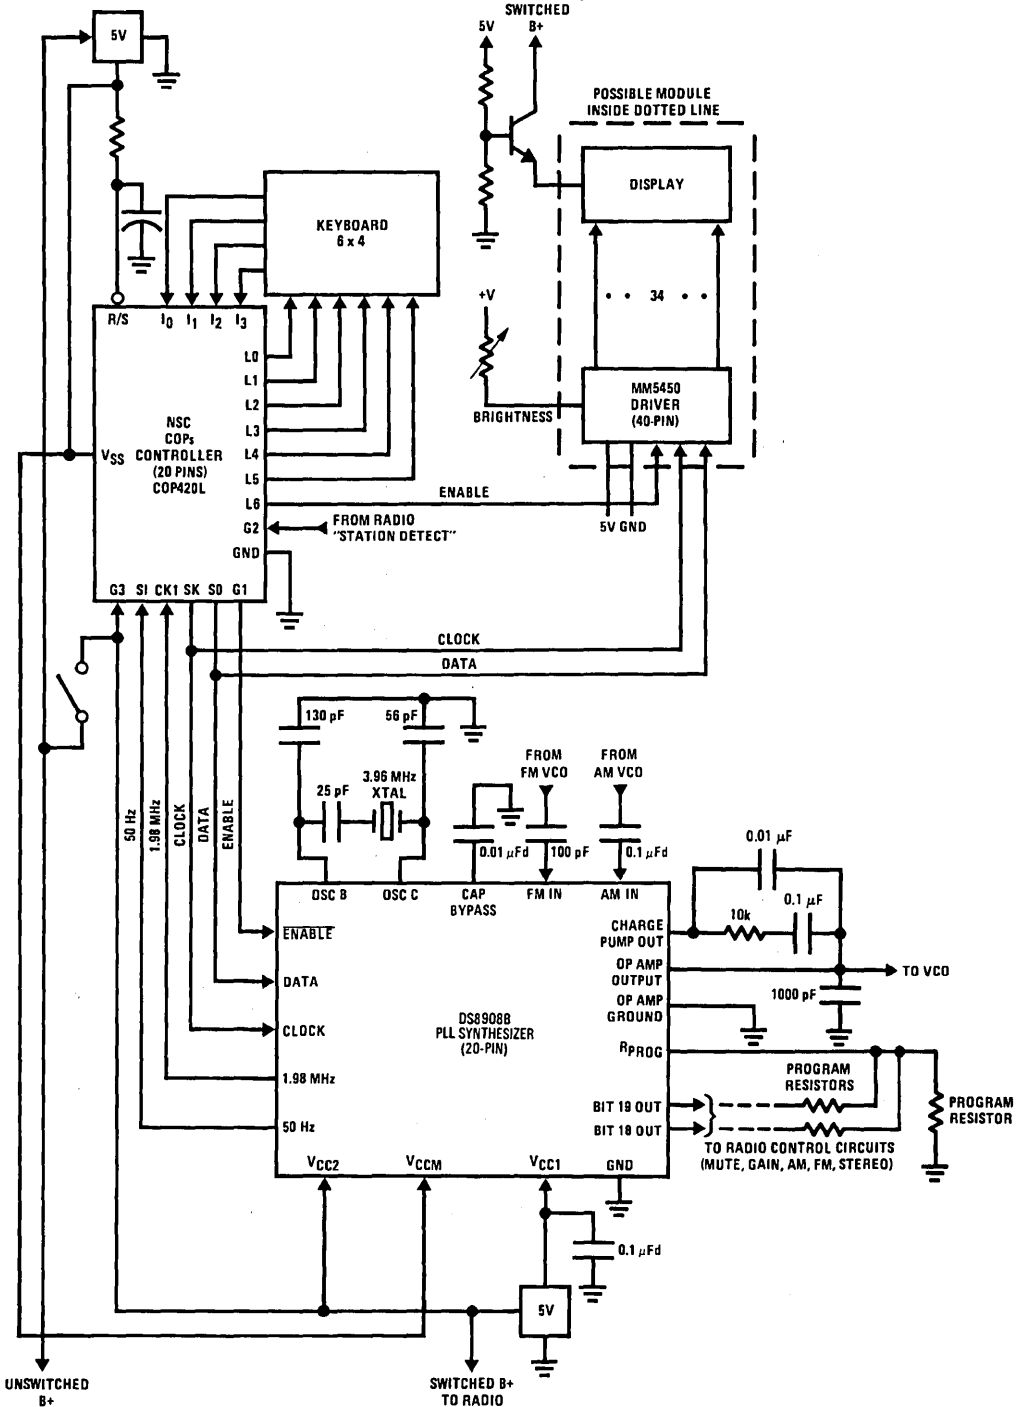 SWITCHED
B+
5V
5V
POSSIBLE MODULE
INSIDE DOTTED LINE
DISPLAY
KEYBOARD
6 x 4
+V
34
R/S
I0
I1
I2
I3
L0
L1
L2
L3
L4
L5
L6
G2
GND
NSC
COPs
CONTROLLER
(20 PINS)
COP420L
VSS
MM5450
DRIVER
(40-PIN)
BRIGHTNESS
ENABLE
FROM RADIO
"STATION DETECT"
5V GND
G3 SI CK1 SK S0 G1
CLOCK
DATA
130 pF
56 pF
25 pF
3.96 MHz
XTAL
FROM
FM VCO
FROM
AM VCO
50 Hz
1.98 MHz
CLOCK
DATA
ENABLE
0.01 μFd
100 pF
0.1 μFd
0.01 μF
0.1 μF
10k
OSC B
OSC C
CAP
BYPASS
FM IN
AM IN
ENABLE
DATA
CLOCK
1.98 MHz
50 Hz
DS8908B
PLL SYNTHESIZER
(20-PIN)
CHARGE
PUMP OUT
OP AMP
OUTPUT
OP AMP
GROUND
RPROG
BIT 19 OUT
BIT 18 OUT
TO VCO
1000 pF
PROGRAM
RESISTORS
PROGRAM
RESISTOR
TO RADIO CONTROL CIRCUITS
(MUTE, GAIN, AM, FM, STEREO)
VCC2
VCCM
VCC1
GND
0.1 μFd
5V
UNSWITCHED
B+
SWITCHED B+
TO RADIO